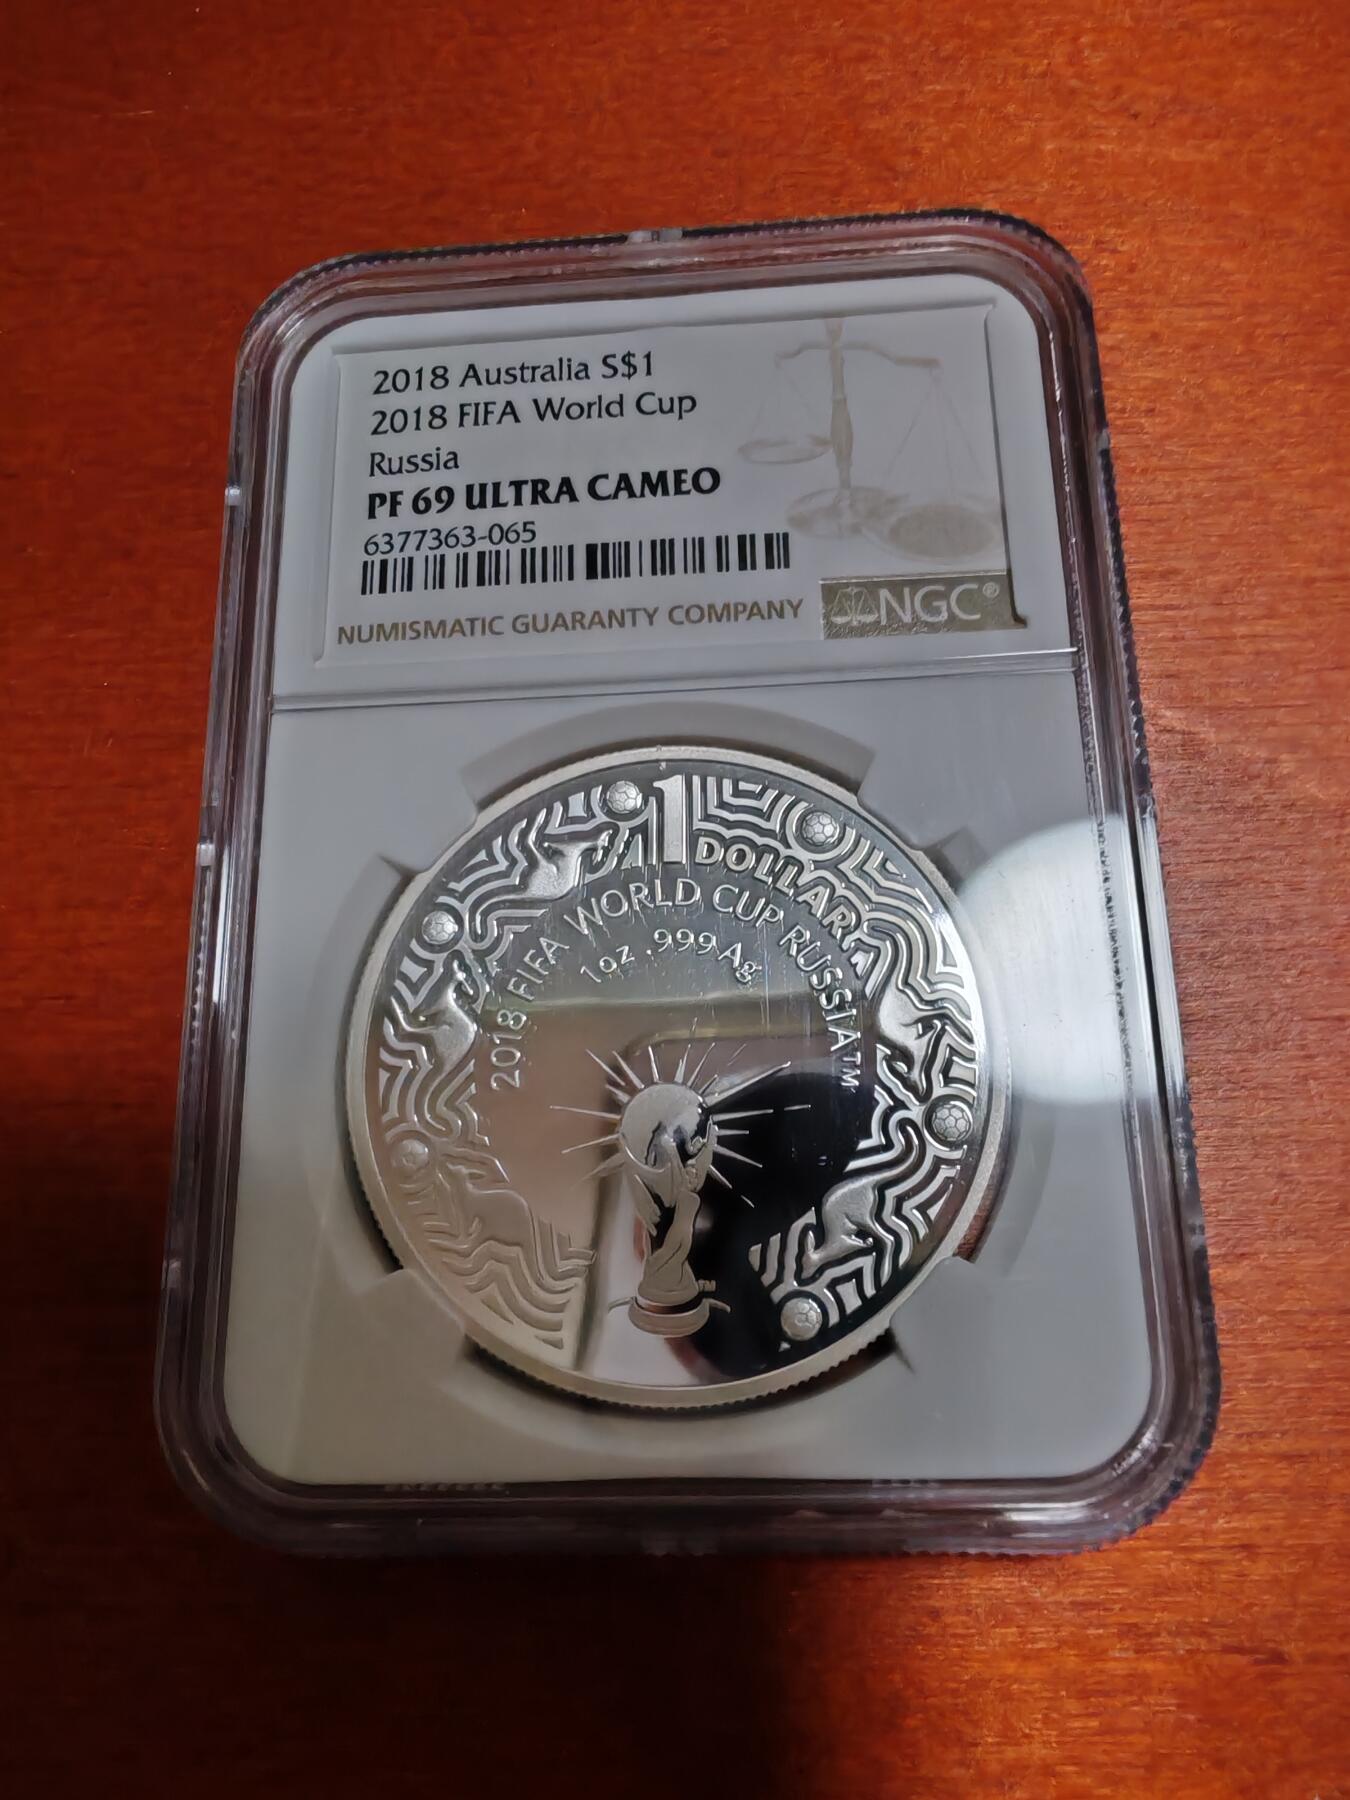 2018 Australia S$1
2018 FIFA World Cup
Russia
PF 69 ULTRA CAMEO
6377363-065
NUMISMATIC GUARANTY COMPANY
NGC®
1
DOLLAR
2018 FIFA WORLD CUP RUSSIA™
1oz .999 Ag
TM